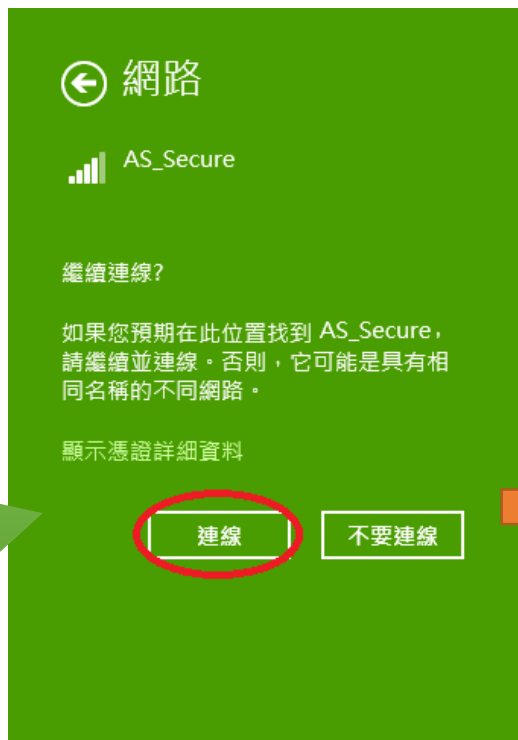 網路
AS_Secure
繼續連線?
如果您預期在此位置找到 AS_Secure，
請繼續並連線。否則，它可能是具有相
同名稱的不同網路。
顯示憑證詳細資料
連線
不要連線